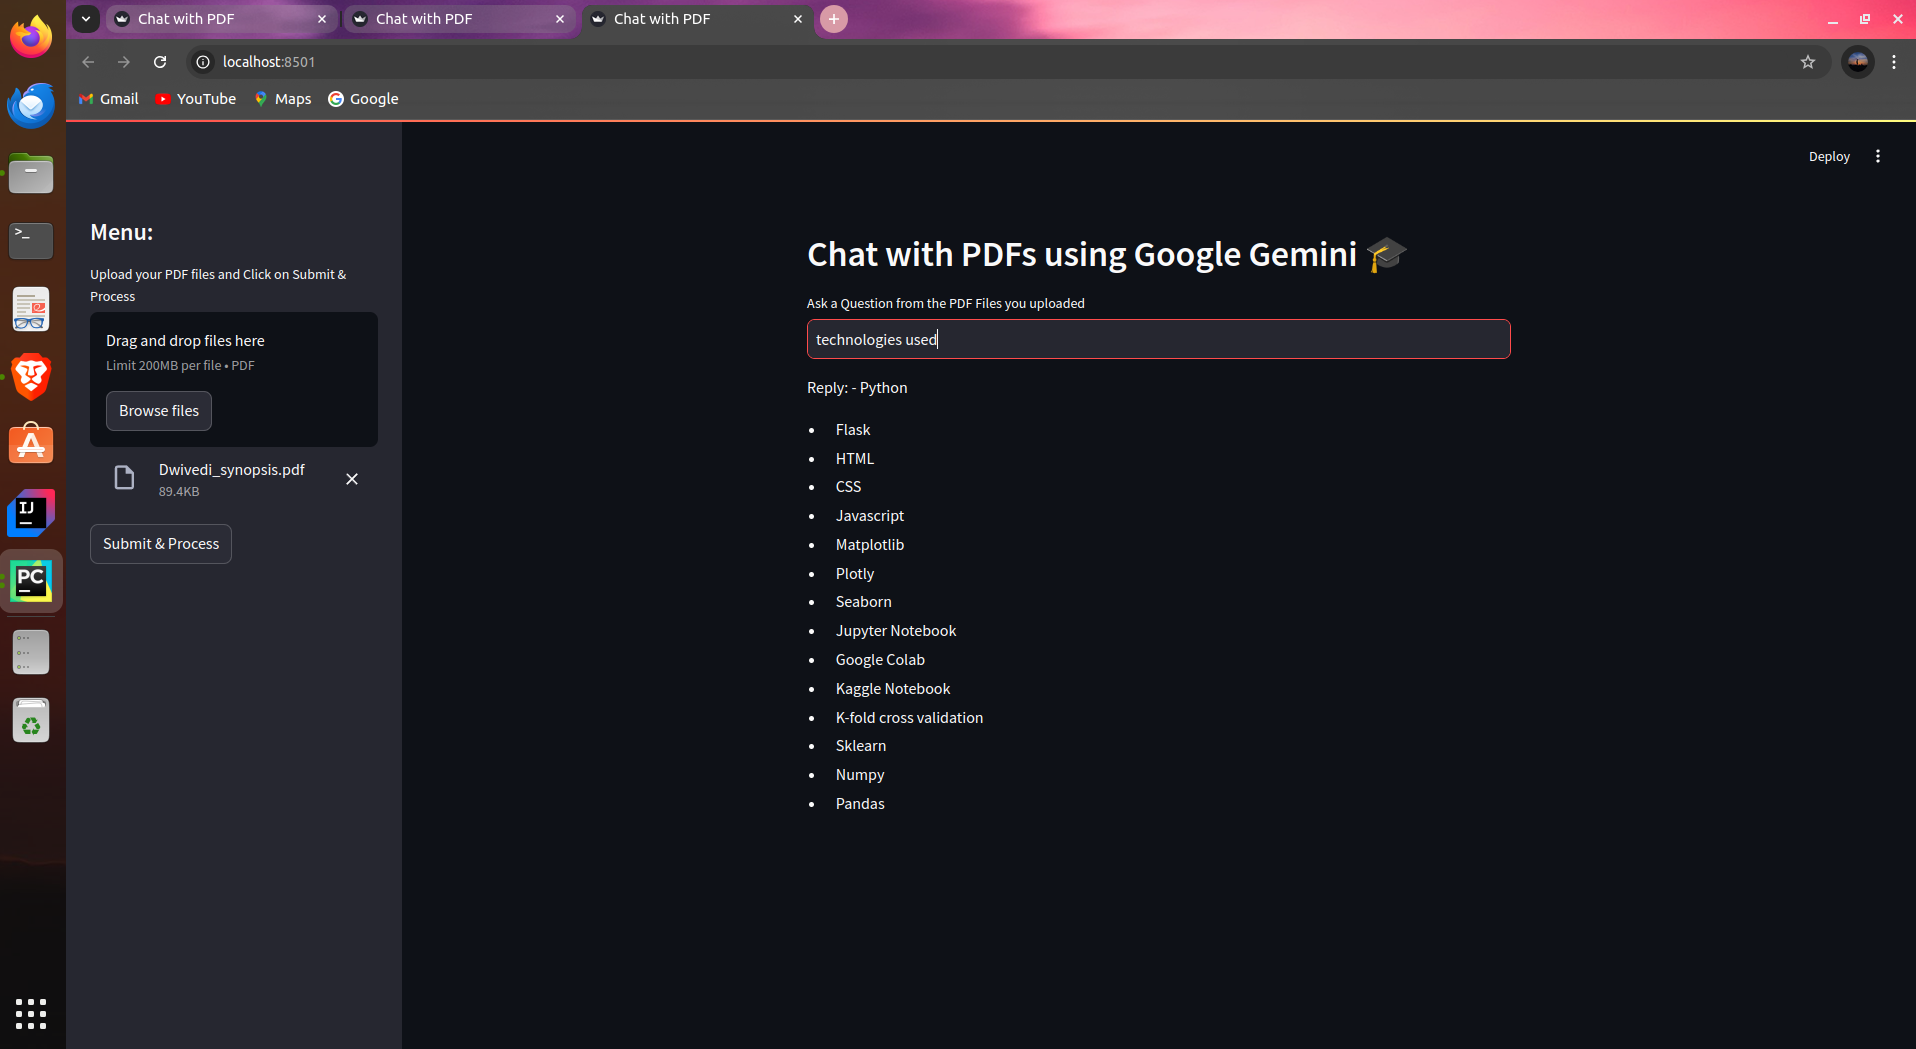 Chat with PDF
Chat with PDF
Chat with PDF
localhost:8501
Gmail
YouTube
Maps
Google
Deploy
Menu:
Upload your PDF files and Click on Submit &
Process
Drag and drop files here
Limit 200MB per file • PDF
Browse files
Dwivedi_synopsis.pdf
89.4KB
Submit & Process
Chat with PDFs using Google Gemini 🎓
Ask a Question from the PDF Files you uploaded
technologies used
Reply: - Python
• Flask
• HTML
• CSS
• Javascript
• Matplotlib
• Plotly
• Seaborn
• Jupyter Notebook
• Google Colab
• Kaggle Notebook
• K-fold cross validation
• Sklearn
• Numpy
• Pandas
>_
IJ
PC